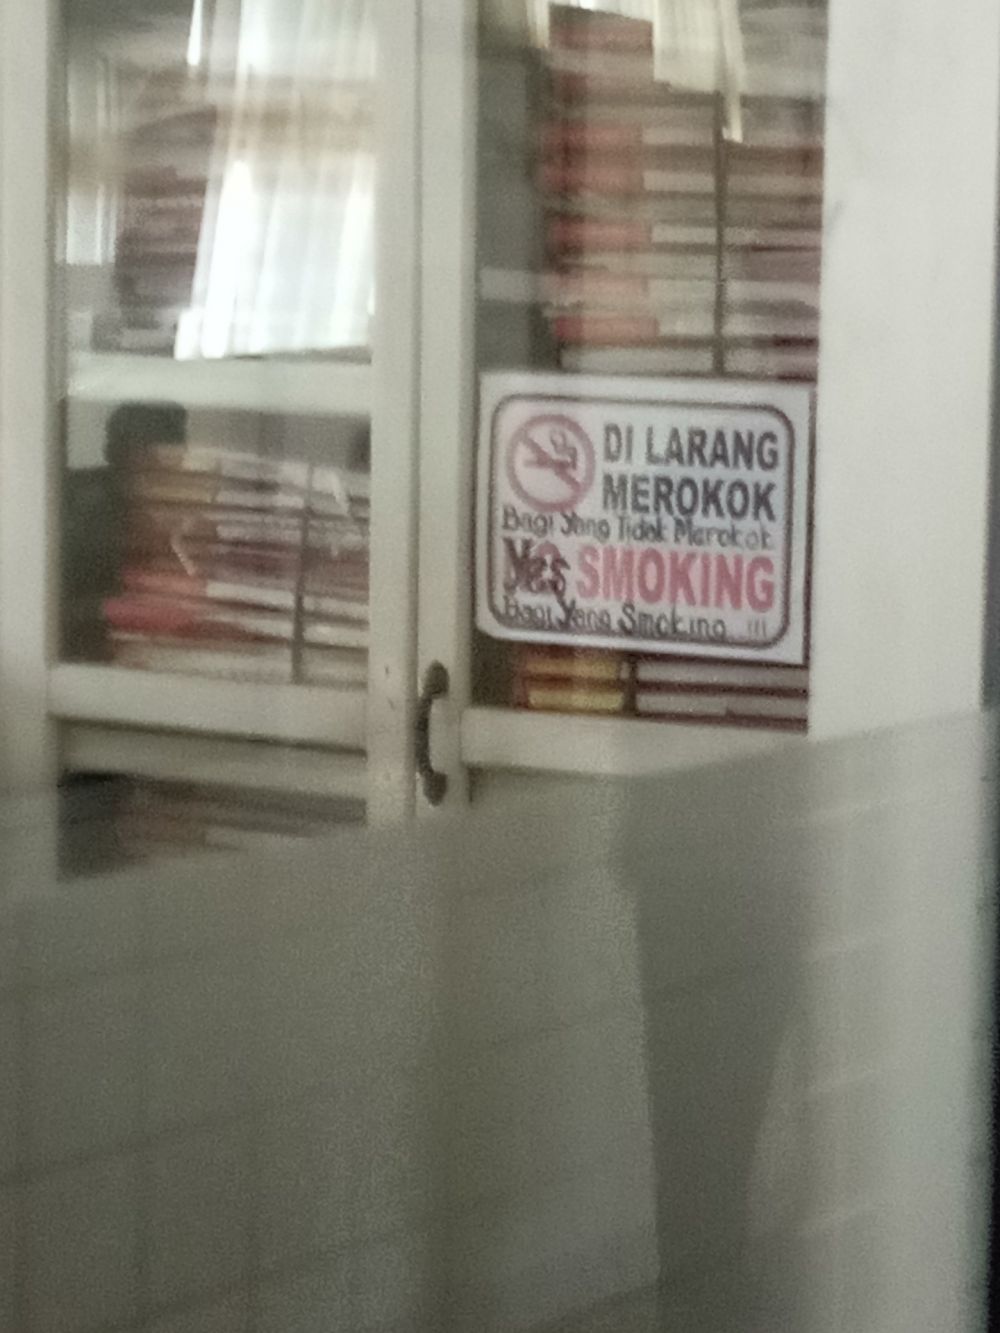 DI LARANG
MEROKOK
Bagi Yang Tidak Merokok
Yes SMOKING
Bagi Yang Smoking !!!